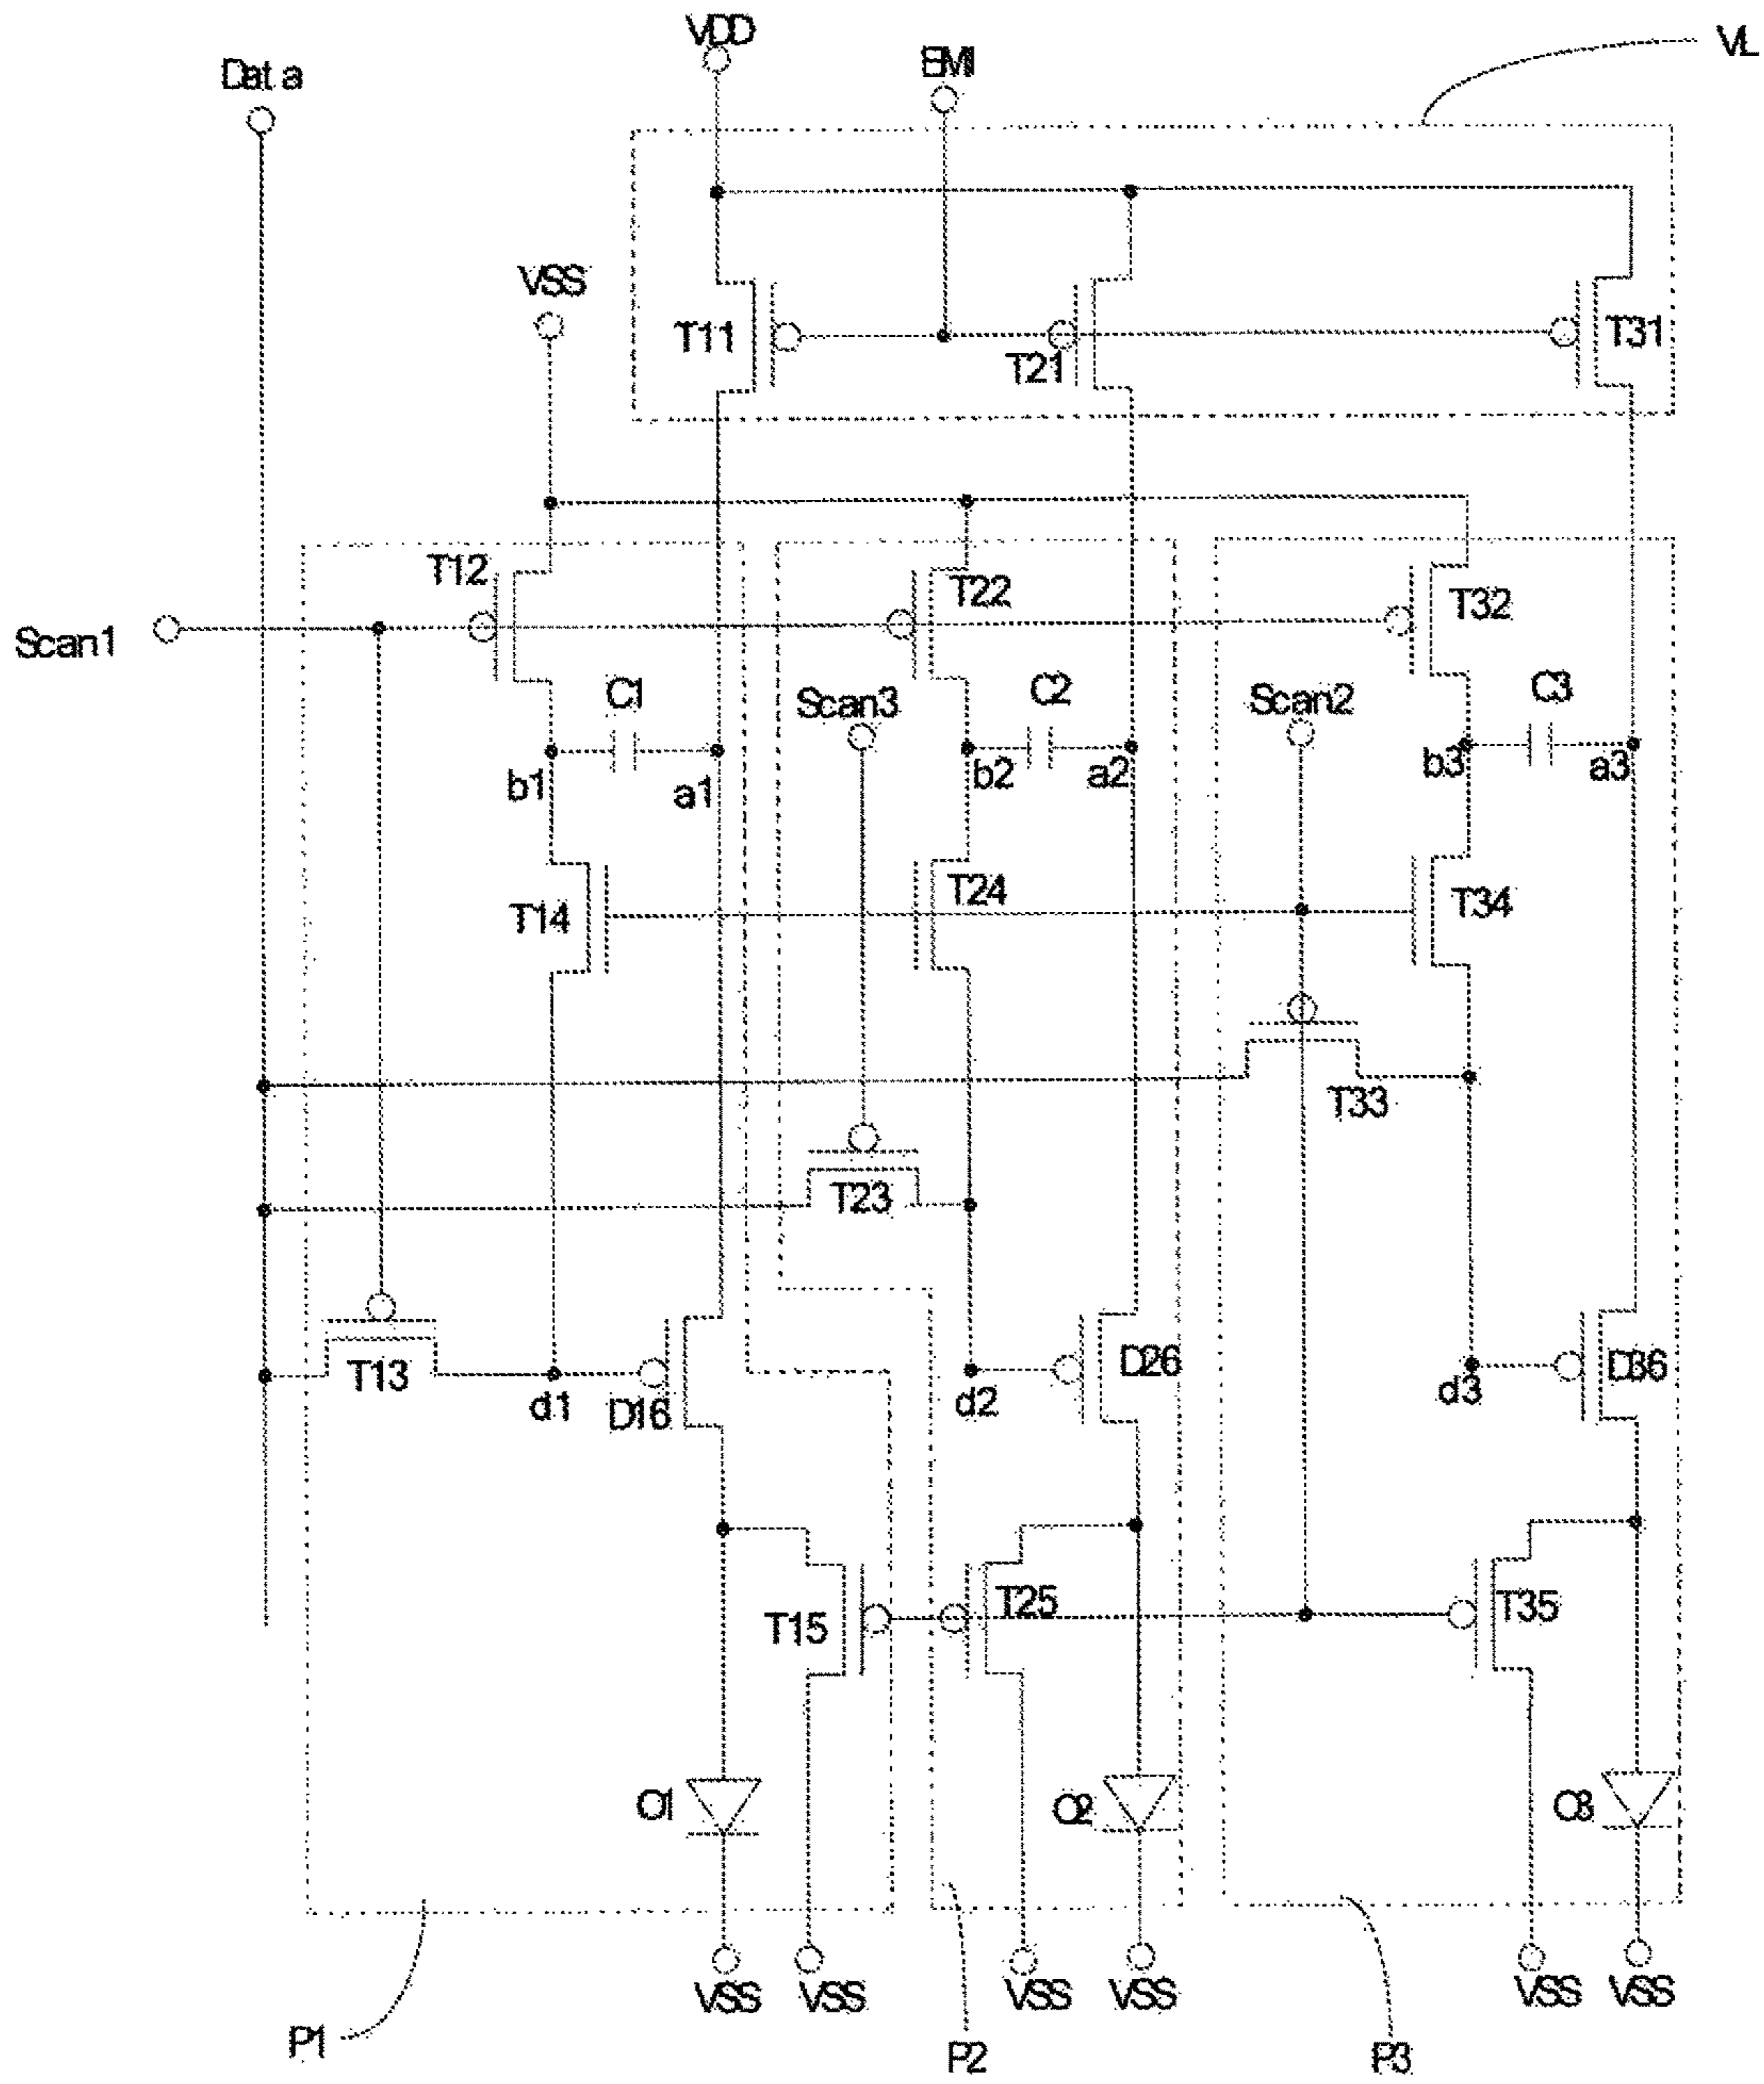 VDD
VL
EMI
Data
VSS
T11
T21
T31
T12
T22
T32
Scan1
C1
Scan3
C2
Scan2
C3
b1
a1
b2
a2
b3
a3
T14
T24
T34
T33
T23
T13
d1
D16
d2
D26
d3
D36
T15
T25
T35
O1
O2
O3
VSS
VSS
VSS
VSS
VSS
VSS
P1
P2
P3